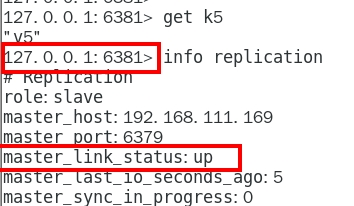 127.0.0.1:6381>
127.0.0.1:6381> get k5
"v5"
127.0.0.1:6381> info replication
# Replication
role:slave
master_host:192.168.111.169
master_port:6379
master_link_status:up
master_last_io_seconds_ago:5
master_sync_in_progress:0